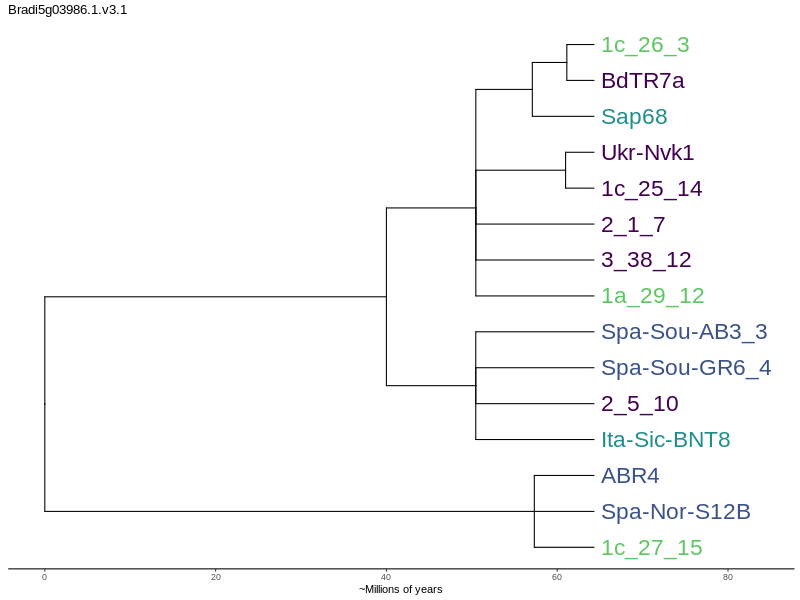 Bradi5g03986.1.v3.1
1c_26_3
BdTR7a
Sap68
Ukr-Nvk1
1c_25_14
2_1_7
3_38_12
1a_29_12
Spa-Sou-AB3_3
Spa-Sou-GR6_4
2_5_10
Ita-Sic-BNT8
ABR4
Spa-Nor-S12B
1c_27_15
0 20 40 60 80
~Millions of years